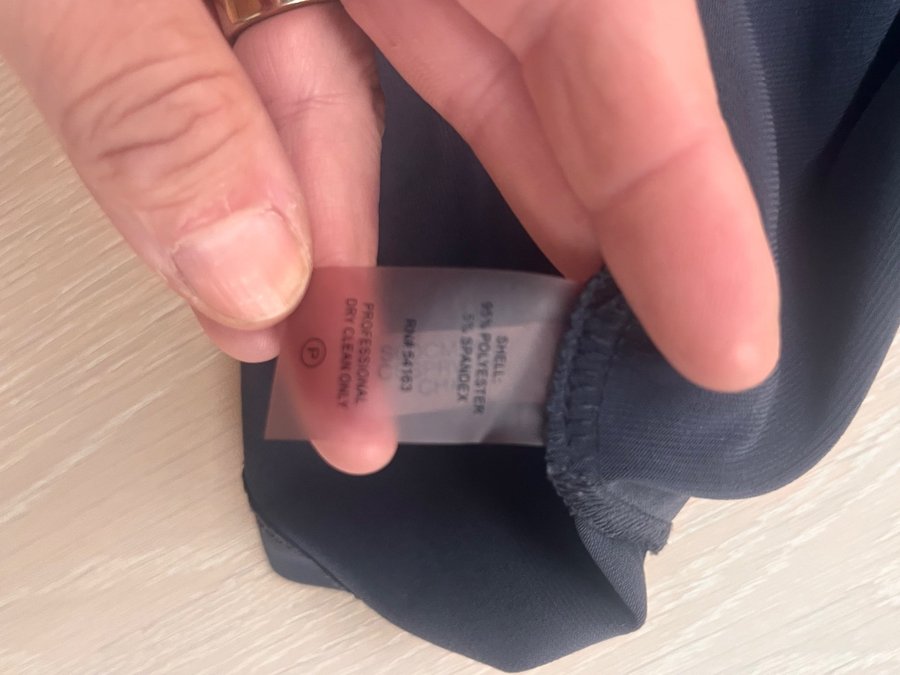 SHELL:
95% POLYESTER
5% SPANDEX
RN# 54163
PROFESSIONAL
DRY CLEAN ONLY
P